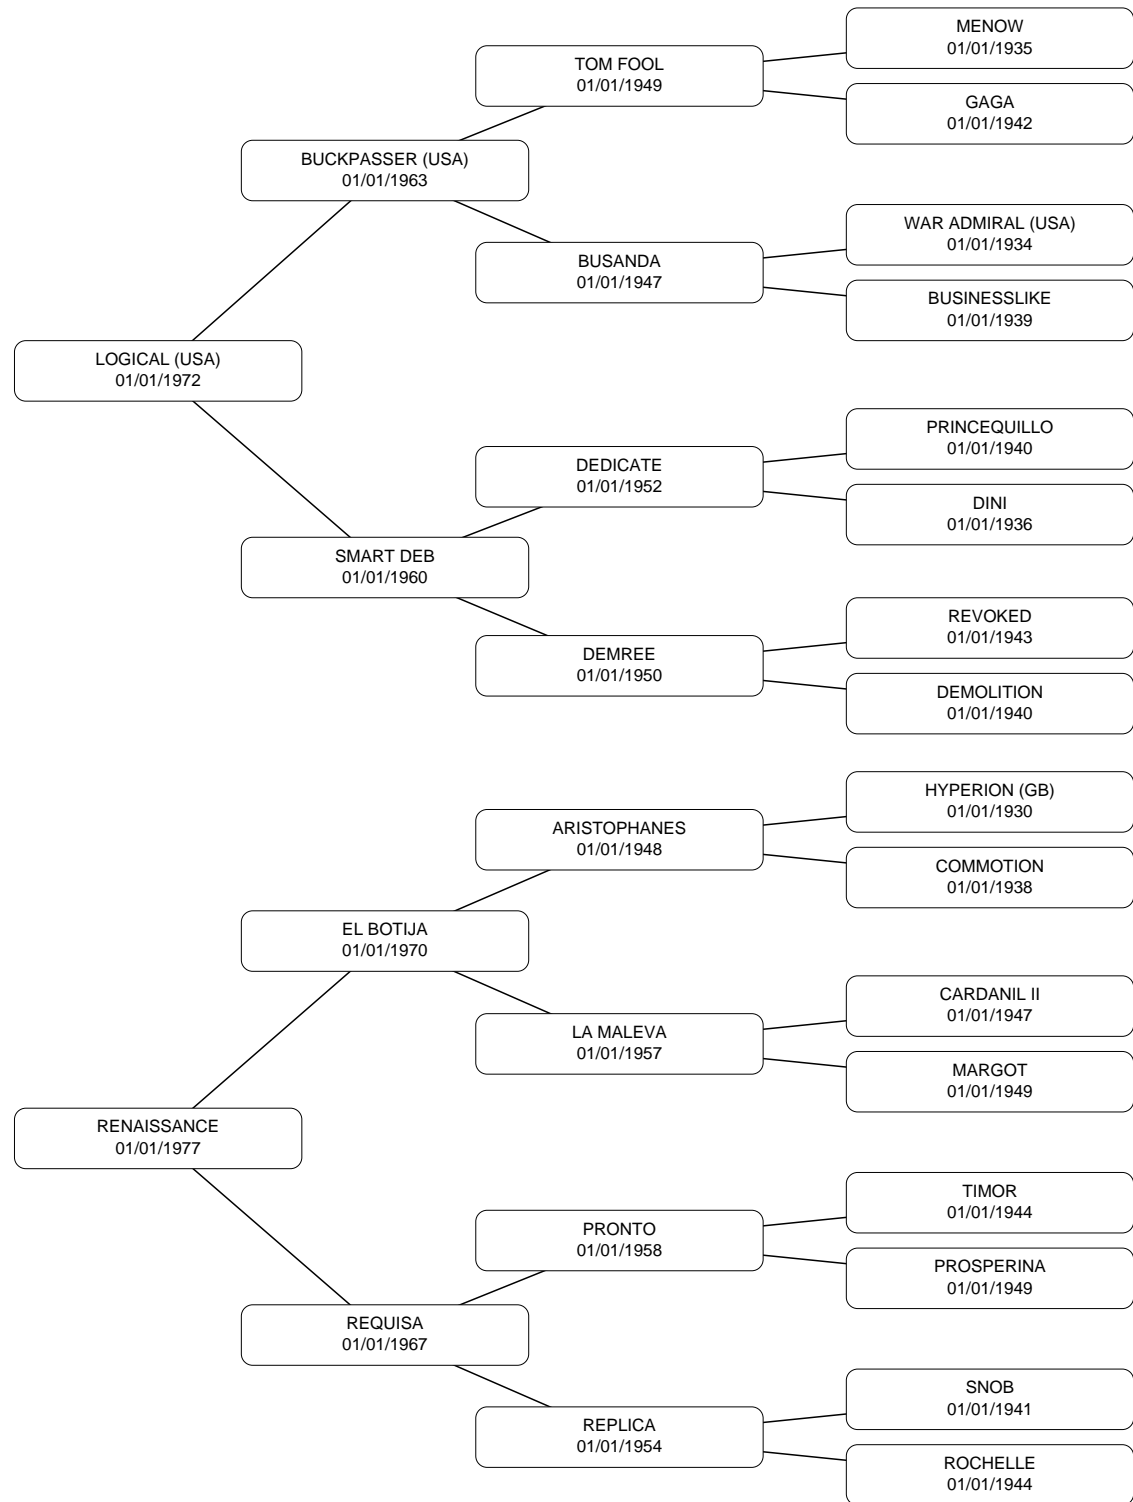 MENOW
01/01/1935
TOM FOOL
01/01/1949
GAGA
01/01/1942
BUCKPASSER (USA)
01/01/1963
WAR ADMIRAL (USA)
01/01/1934
BUSANDA
01/01/1947
BUSINESSLIKE
01/01/1939
LOGICAL (USA)
01/01/1972
PRINCEQUILLO
01/01/1940
DEDICATE
01/01/1952
DINI
01/01/1936
SMART DEB
01/01/1960
REVOKED
01/01/1943
DEMREE
01/01/1950
DEMOLITION
01/01/1940
HYPERION (GB)
01/01/1930
ARISTOPHANES
01/01/1948
COMMOTION
01/01/1938
EL BOTIJA
01/01/1970
CARDANIL II
01/01/1947
LA MALEVA
01/01/1957
MARGOT
01/01/1949
RENAISSANCE
01/01/1977
TIMOR
01/01/1944
PRONTO
01/01/1958
PROSPERINA
01/01/1949
REQUISA
01/01/1967
SNOB
01/01/1941
REPLICA
01/01/1954
ROCHELLE
01/01/1944